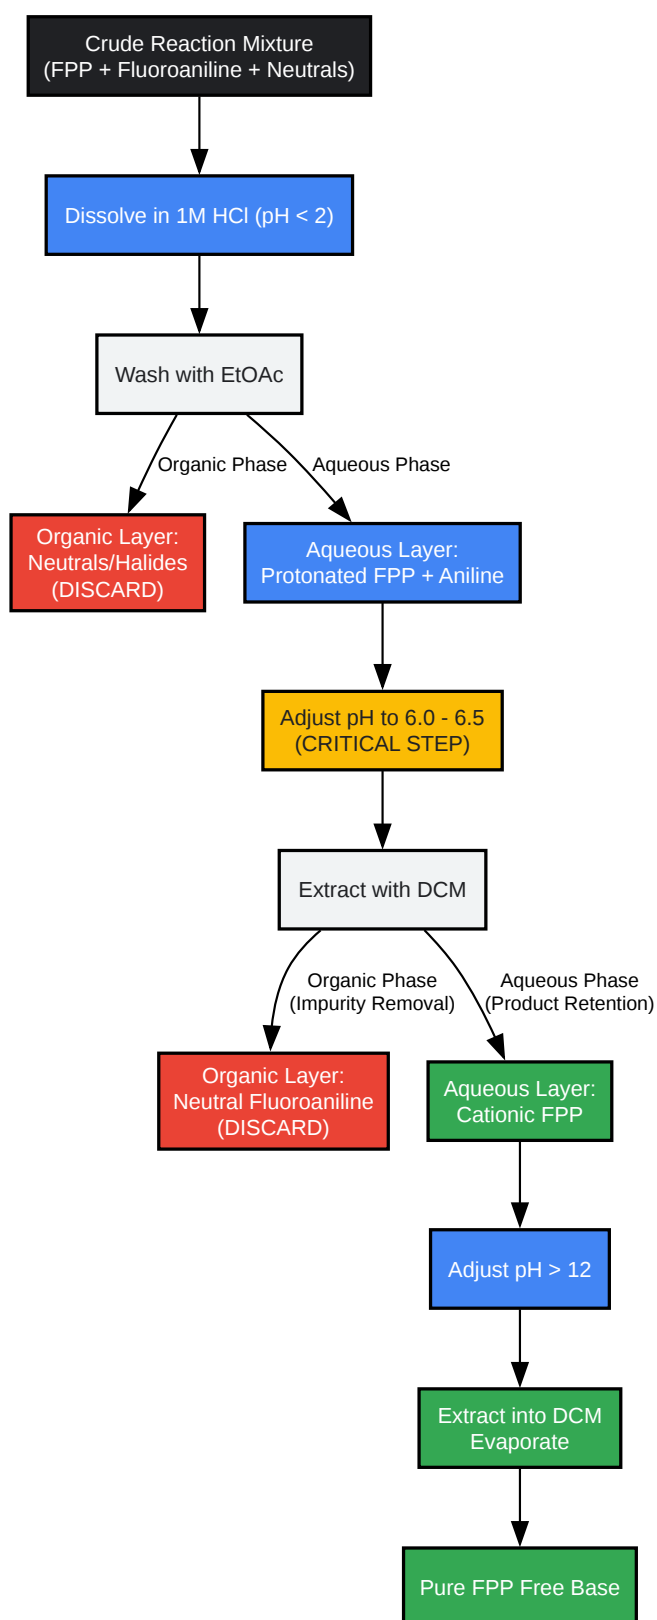 Crude Reaction Mixture
(FPP + Fluoroaniline + Neutrals)
Dissolve in 1M HCl (pH < 2)
Wash with EtOAc
Organic Phase
Aqueous Phase
Organic Layer:
Neutrals/Halides
(DISCARD)
Aqueous Layer:
Protonated FPP + Aniline
Adjust pH to 6.0 - 6.5
(CRITICAL STEP)
Extract with DCM
Organic Phase
(Impurity Removal)
Aqueous Phase
(Product Retention)
Organic Layer:
Neutral Fluoroaniline
(DISCARD)
Aqueous Layer:
Cationic FPP
Adjust pH > 12
Extract into DCM
Evaporate
Pure FPP Free Base